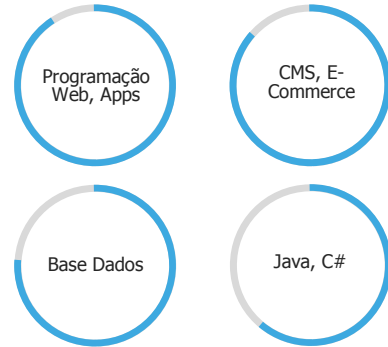 Programação
Web, Apps
CMS, E-
Commerce
Base Dados
Java, C#